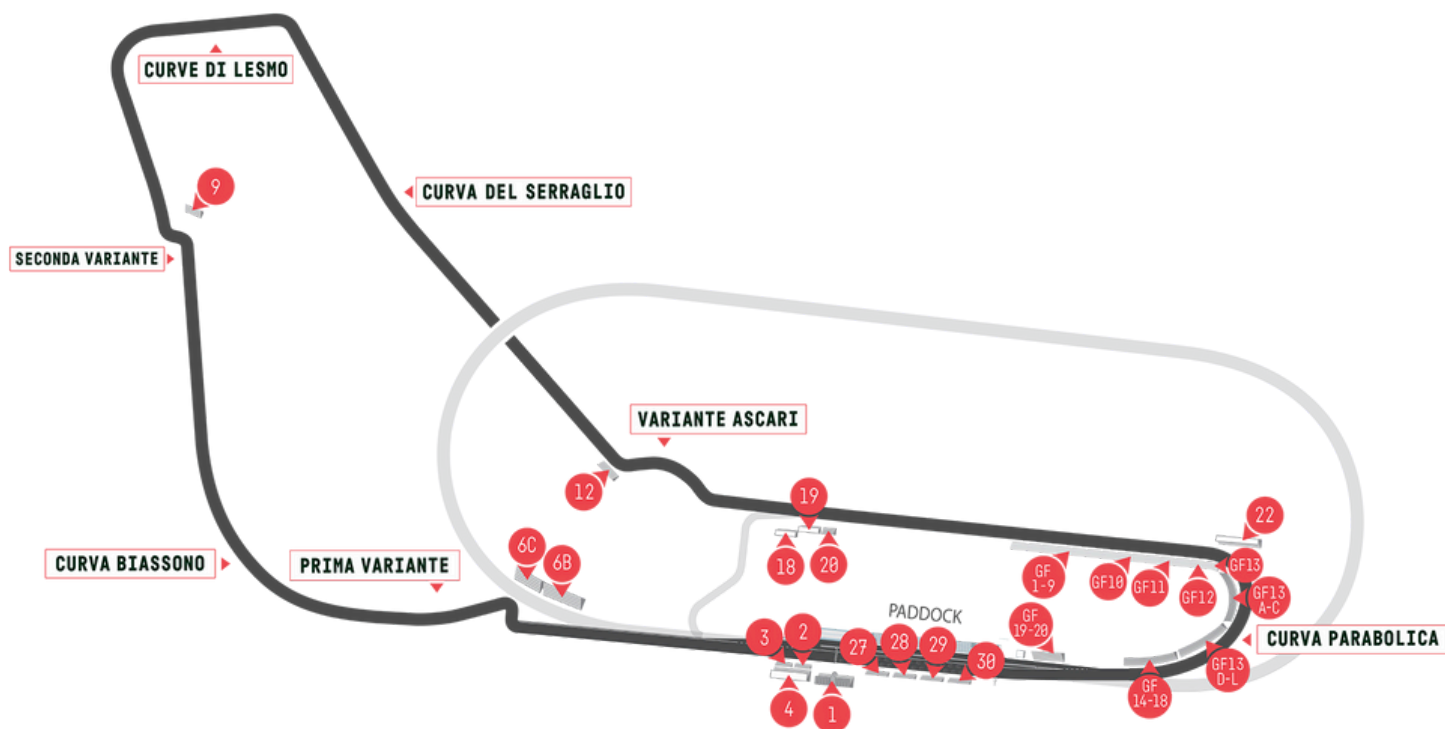 CURVE DI LESMO
9
CURVA DEL SERRAGLIO
SECONDA VARIANTE
VARIANTE ASCARI
12
19
22
6C
6B
18
20
CURVA BIASSONO
PRIMA VARIANTE
GF
1-9
GF10
GF11
GF12
GF13
GF13
A-C
PADDOCK
GF
19-20
3
2
27
28
29
30
CURVA PARABOLICA
GF13
D-L
GF
14-18
4
1